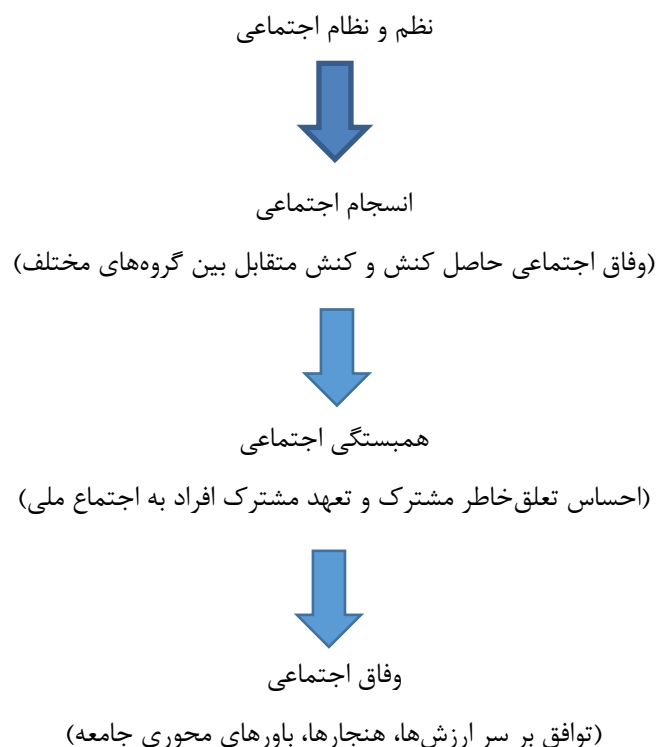 نظم و نظام اجتماعی
انسجام اجتماعی
(وفاق اجتماعی حاصل کنش و کنش متقابل بین گروه‌های مختلف)
همبستگی اجتماعی
(احساس تعلق‌خاطر مشترک و تعهد مشترک افراد به اجتماع ملی)
وفاق اجتماعی
(توافق بر سر ارزش‌ها، هنجارها، باورهای محوری جامعه)